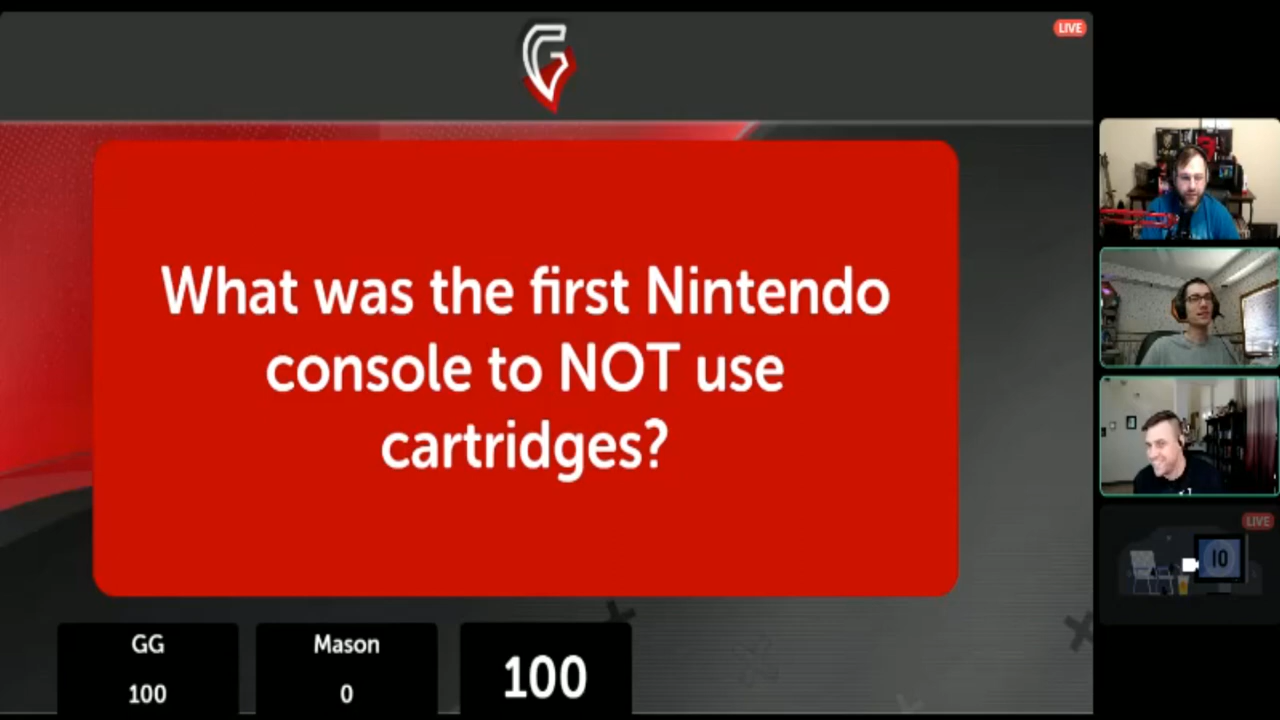 LIVE
What was the first Nintendo
console to NOT use
cartridges?
LIVE
10
GG
Mason
100
100
0